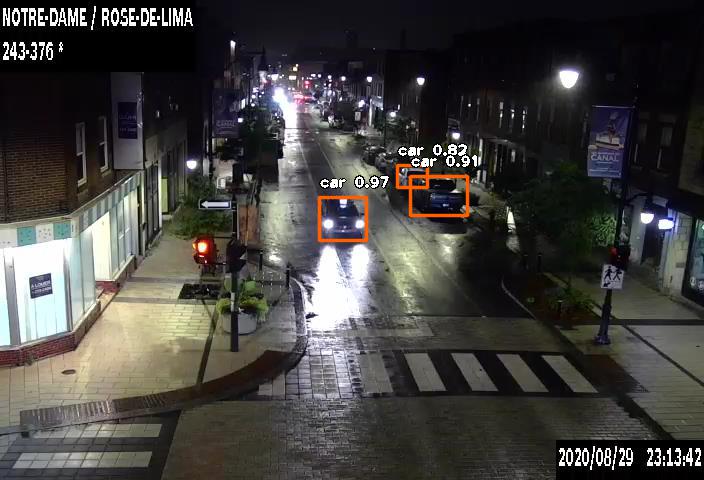 NOTRE-DAME / ROSE-DE-LIMA
243-376 *
car 0.82
car 0.91
car 0.97
CANAL
A LOUER
2020/08/29 23:13:42